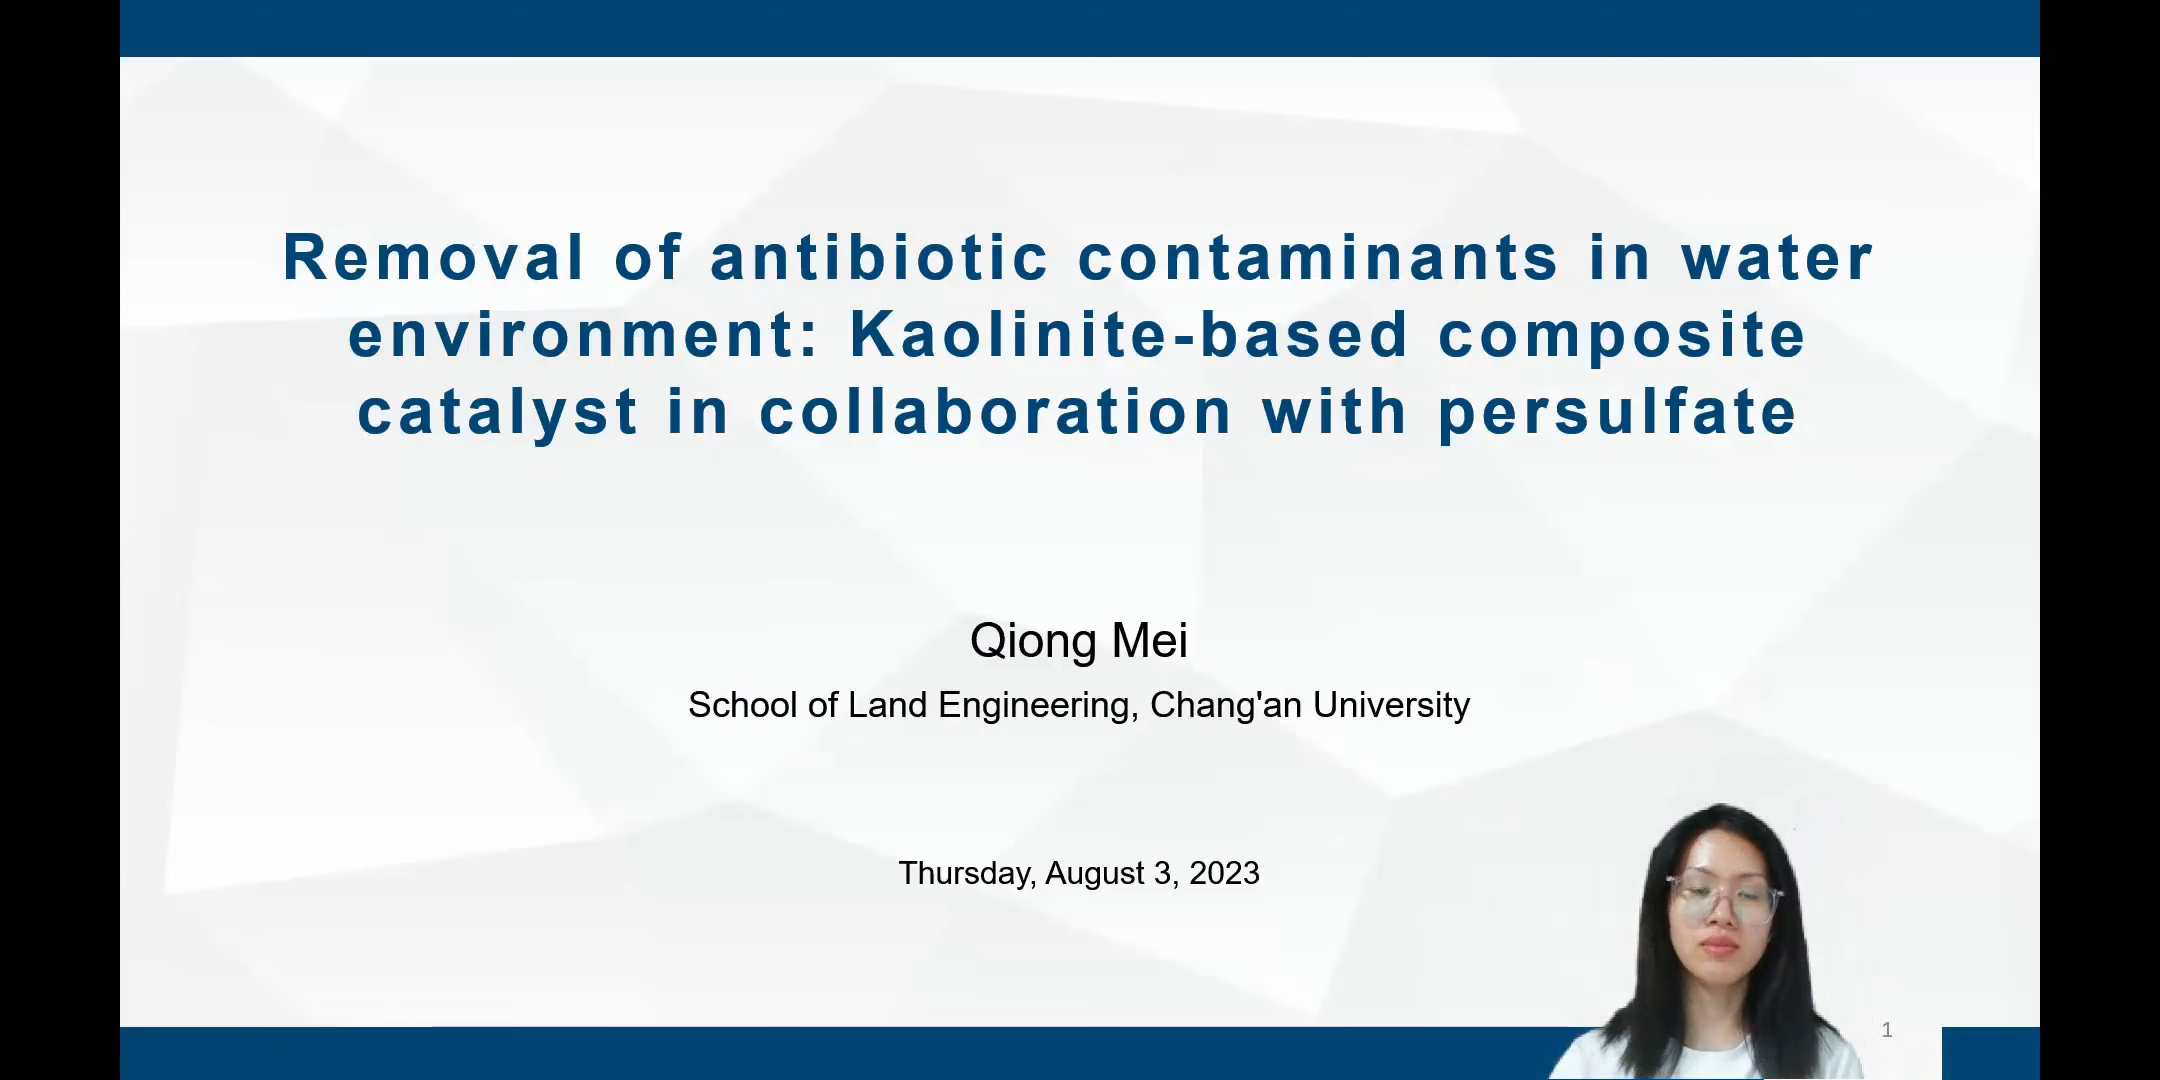 Removal of antibiotic contaminants in water
environment: Kaolinite-based composite
catalyst in collaboration with persulfate
Qiong Mei
School of Land Engineering, Chang'an University
Thursday, August 3, 2023
1